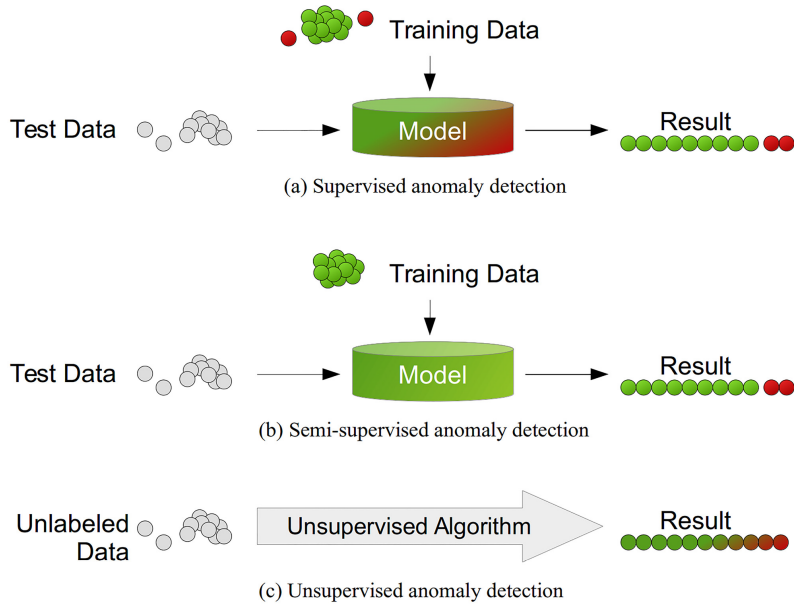 Training Data
Test Data
Model
Result
(a) Supervised anomaly detection
Training Data
Test Data
Model
Result
(b) Semi-supervised anomaly detection
Unlabeled
Data
Unsupervised Algorithm
Result
(c) Unsupervised anomaly detection